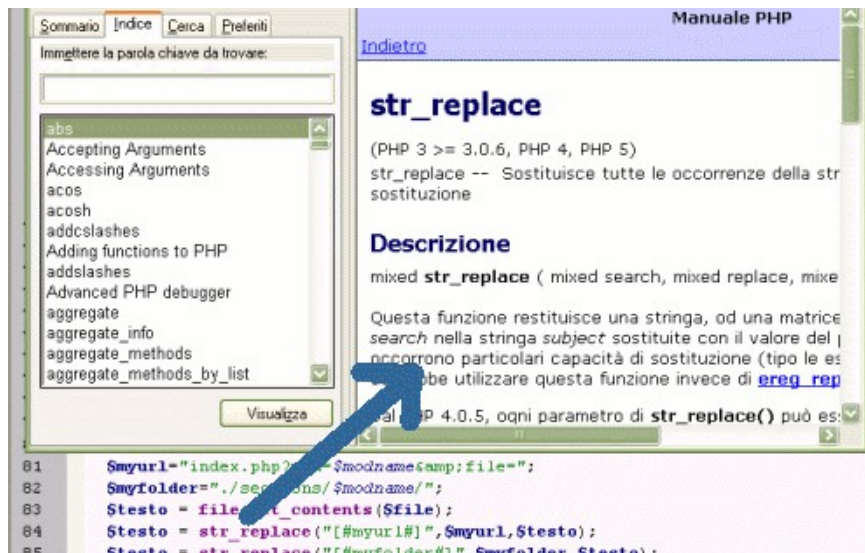 Sommario Indice Cerca Preferiti
Immettere la parola chiave da trovare:
abs
Accepting Arguments
Accessing Arguments
acos
acosh
addcslashes
Adding functions to PHP
addslashes
Advanced PHP debugger
aggregate
aggregate_info
aggregate_methods
aggregate_methods_by_list
Visualizza
Manuale PHP
Indietro
str_replace
(PHP 3 >= 3.0.6, PHP 4, PHP 5)
str_replace -- Sostituisce tutte le occorrenze della str
sostituzione
Descrizione
mixed str_replace ( mixed search, mixed replace, mixe
Questa funzione restituisce una stringa, od una matrice
search nella stringa subject sostituite con il valore del
occorrono particolari capacità di sostituzione (tipo le es
utilizzare questa funzione invece di ereg_rep
PHP 4.0.5, ogni parametro di str_replace() può es
81 $myurl="index.php $modname&amp;file=";
82 $myfolder="./sections/$modname/";
83 $testo = contents($file);
84 $testo = str_replace("[#myurl#]",$myurl,$testo);
85 $testo = str_replace("[#myfolder#]",$myfolder,$testo);